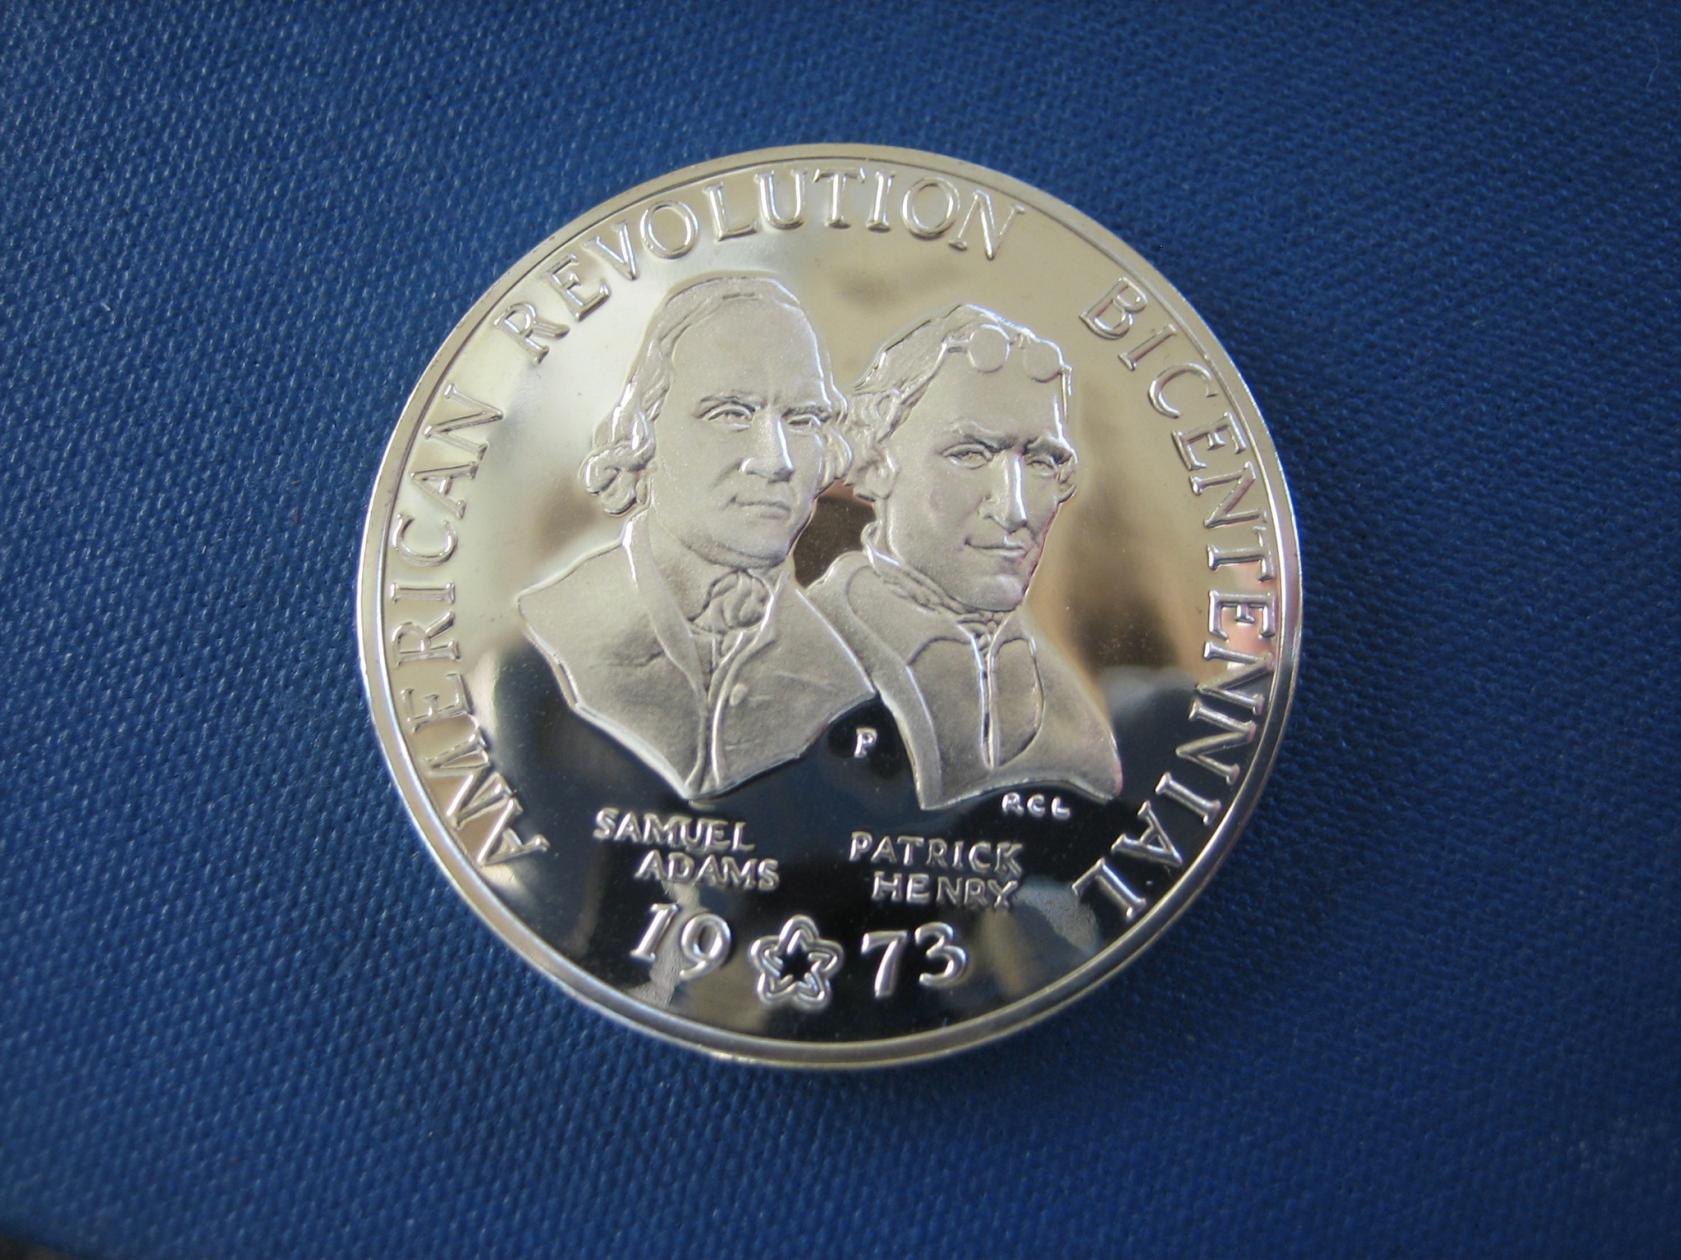 AMERICAN REVOLUTION BICENTENNIAL
P
RCL
SAMUEL
ADAMS
PATRICK
HENRY
19 73